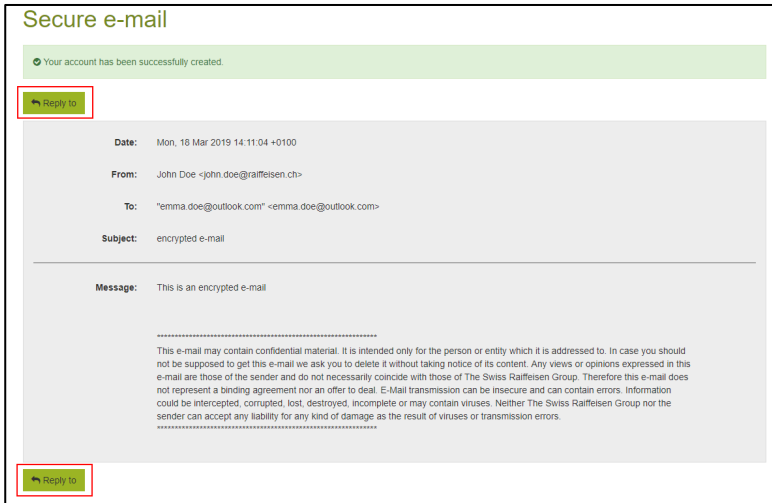 Secure e-mail
Your account has been successfully created.
Reply to
Date: Mon, 18 Mar 2019 14:11:04 +0100
From: John Doe <john.doe@raiffeisen.ch>
To: "emma.doe@outlook.com" <emma.doe@outlook.com>
Subject: encrypted e-mail
Message: This is an encrypted e-mail
**************************************************************
This e-mail may contain confidential material. It is intended only for the person or entity which it is addressed to. In case you should
not be supposed to get this e-mail we ask you to delete it without taking notice of its content. Any views or opinions expressed in this
e-mail are those of the sender and do not necessarily coincide with those of The Swiss Raiffeisen Group. Therefore this e-mail does
not represent a binding agreement nor an offer to deal. E-Mail transmission can be insecure and can contain errors. Information
could be intercepted, corrupted, lost, destroyed, incomplete or may contain viruses. Neither The Swiss Raiffeisen Group nor the
sender can accept any liability for any kind of damage as the result of viruses or transmission errors.
**************************************************************
Reply to